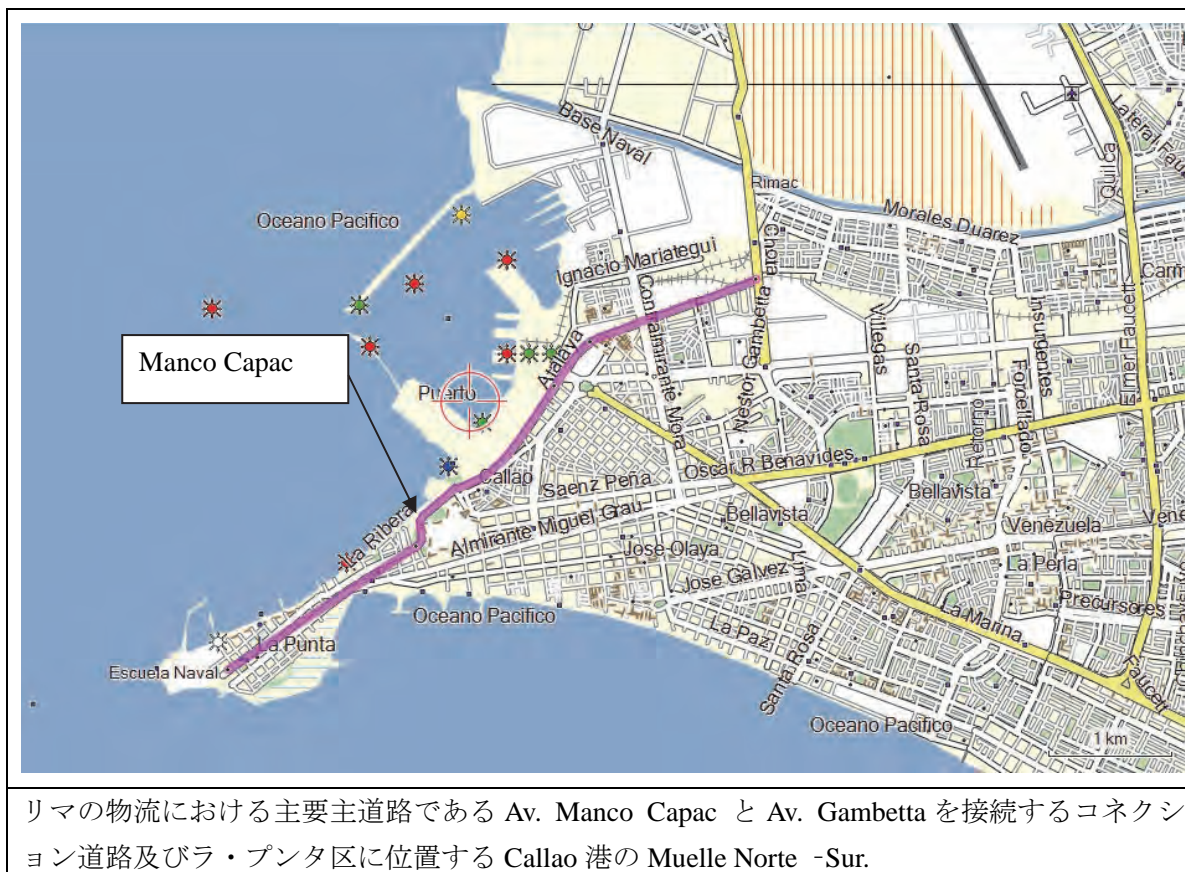 Base Naval
Rimac
Quilca
Lateral Fau
Oceano Pacifico
Morales Duarez
Ignacio Mariategui
Contralmirante Mora
Nestor Gambetta
Chonta
Carm
Villegas
Santa Rosa
Insurgentes
Forcellado
Elmer Faucett
Manco Capac
Atalaya
Puerto
Oscar R Benavides
Callao
Saenz Peña
Bellavista
Bellavista
La Ribera
Almirante Miguel Grau
Venezuela
Vene
Jose Olaya
La Perla
Jose Galvez
Lima
Precursores
Oceano Pacifico
La Marina
La Punta
La Paz
Santa Rosa
Escuela Naval
Faucett
Oceano Pacifico
1 km
リマの物流における主要主道路である Av. Manco Capac と Av. Gambetta を接続するコネクシ
ョン道路及びラ・プンタ区に位置する Callao 港の Muelle Norte -Sur.